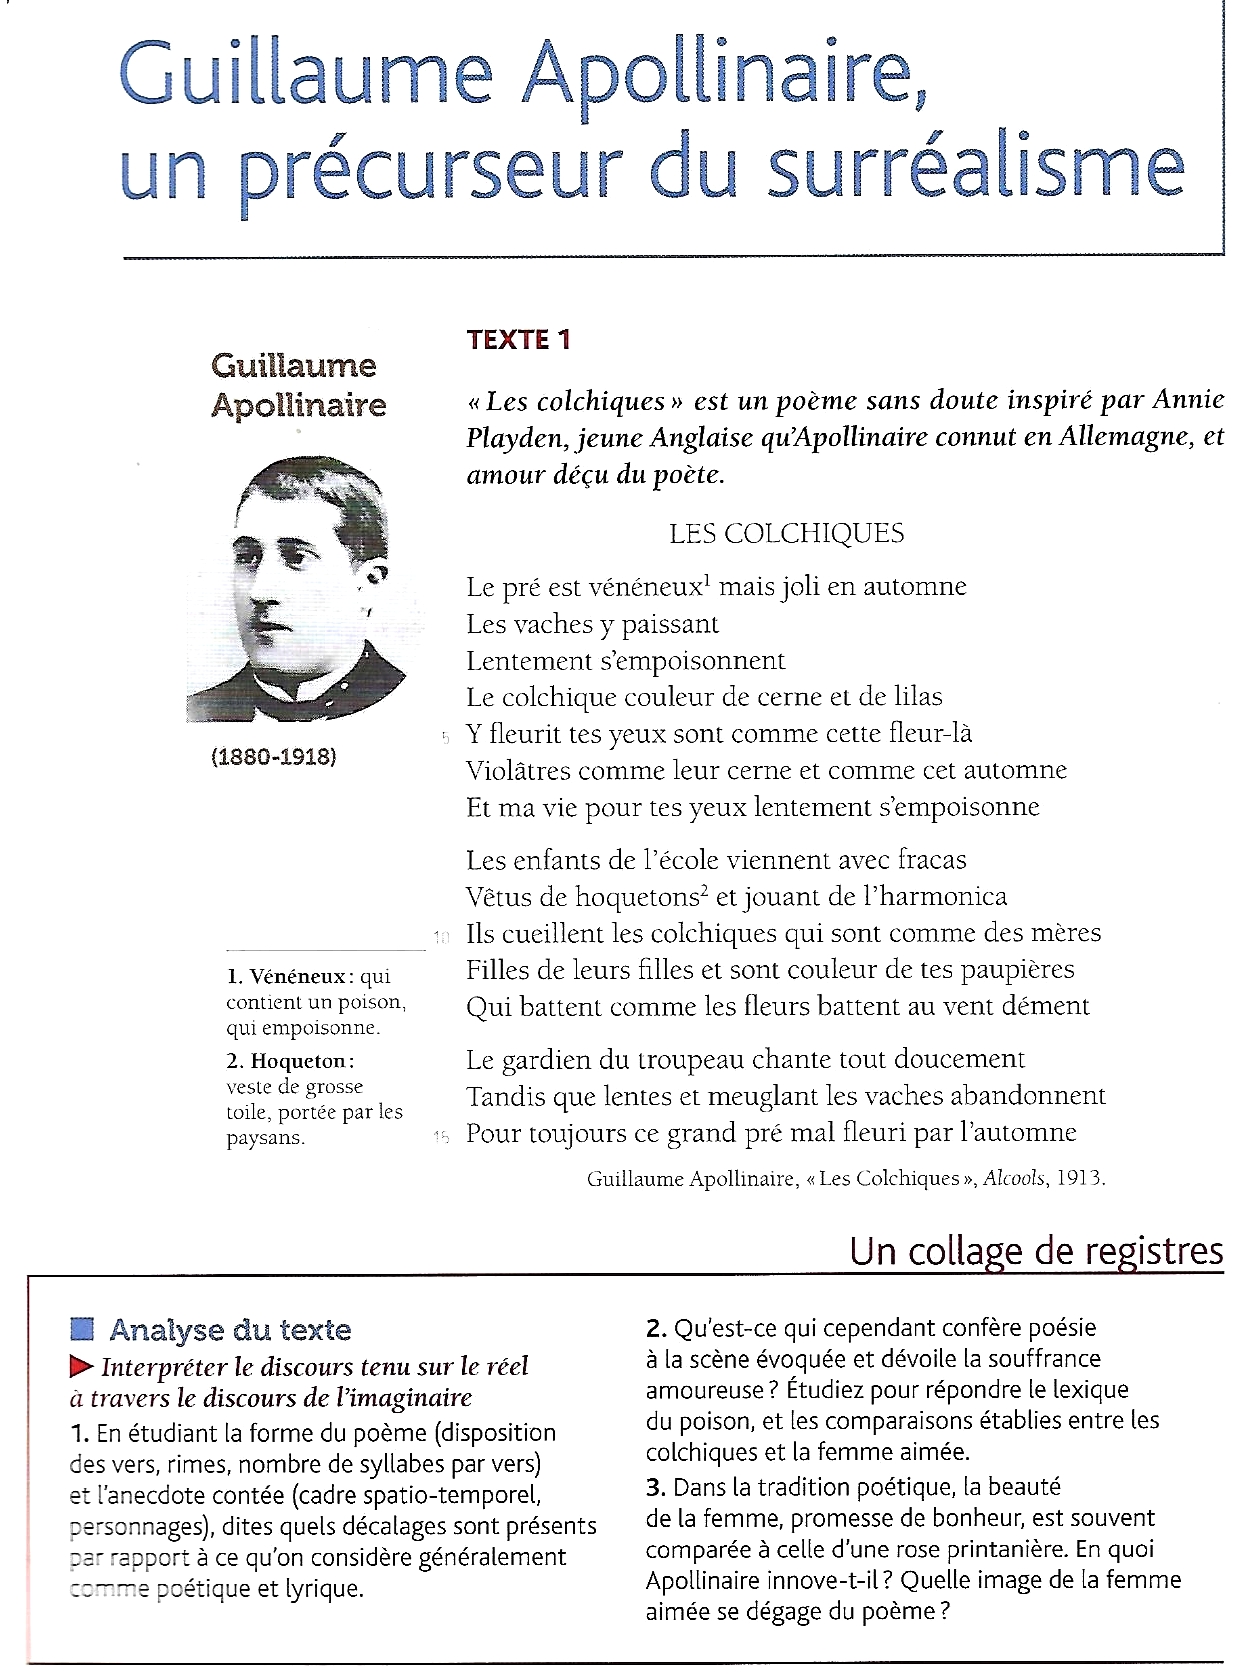 Guillaume Apollinaire,
un précurseur du surréalisme
Guillaume
Apollinaire
(1880-1918)
TEXTE 1
« Les colchiques » est un poème sans doute inspiré par Annie
Playden, jeune Anglaise qu'Apollinaire connut en Allemagne, et
amour déçu du poète.
LES COLCHIQUES
Le pré est vénéneux¹ mais joli en automne
Les vaches y paissant
Lentement s'empoisonnent
Le colchique couleur de cerne et de lilas
5 Y fleurit tes yeux sont comme cette fleur-là
Violâtres comme leur cerne et comme cet automne
Et ma vie pour tes yeux lentement s'empoisonne
Les enfants de l'école viennent avec fracas
Vêtus de hoquetons² et jouant de l'harmonica
10 Ils cueillent les colchiques qui sont comme des mères
Filles de leurs filles et sont couleur de tes paupières
Qui battent comme les fleurs battent au vent dément
Le gardien du troupeau chante tout doucement
Tandis que lentes et meuglant les vaches abandonnent
15 Pour toujours ce grand pré mal fleuri par l'automne
Guillaume Apollinaire, « Les Colchiques », Alcools, 1913.
1. Vénéneux : qui
contient un poison,
qui empoisonne.
2. Hoqueton :
veste de grosse
toile, portée par les
paysans.
Un collage de registres
Analyse du texte
Interpréter le discours tenu sur le réel
à travers le discours de l'imaginaire
1. En étudiant la forme du poème (disposition
des vers, rimes, nombre de syllabes par vers)
et l'anecdote contée (cadre spatio-temporel,
personnages), dites quels décalages sont présents
par rapport à ce qu'on considère généralement
comme poétique et lyrique.
2. Qu'est-ce qui cependant confère poésie
à la scène évoquée et dévoile la souffrance
amoureuse ? Étudiez pour répondre le lexique
du poison, et les comparaisons établies entre les
colchiques et la femme aimée.
3. Dans la tradition poétique, la beauté
de la femme, promesse de bonheur, est souvent
comparée à celle d'une rose printanière. En quoi
Apollinaire innove-t-il ? Quelle image de la femme
aimée se dégage du poème ?